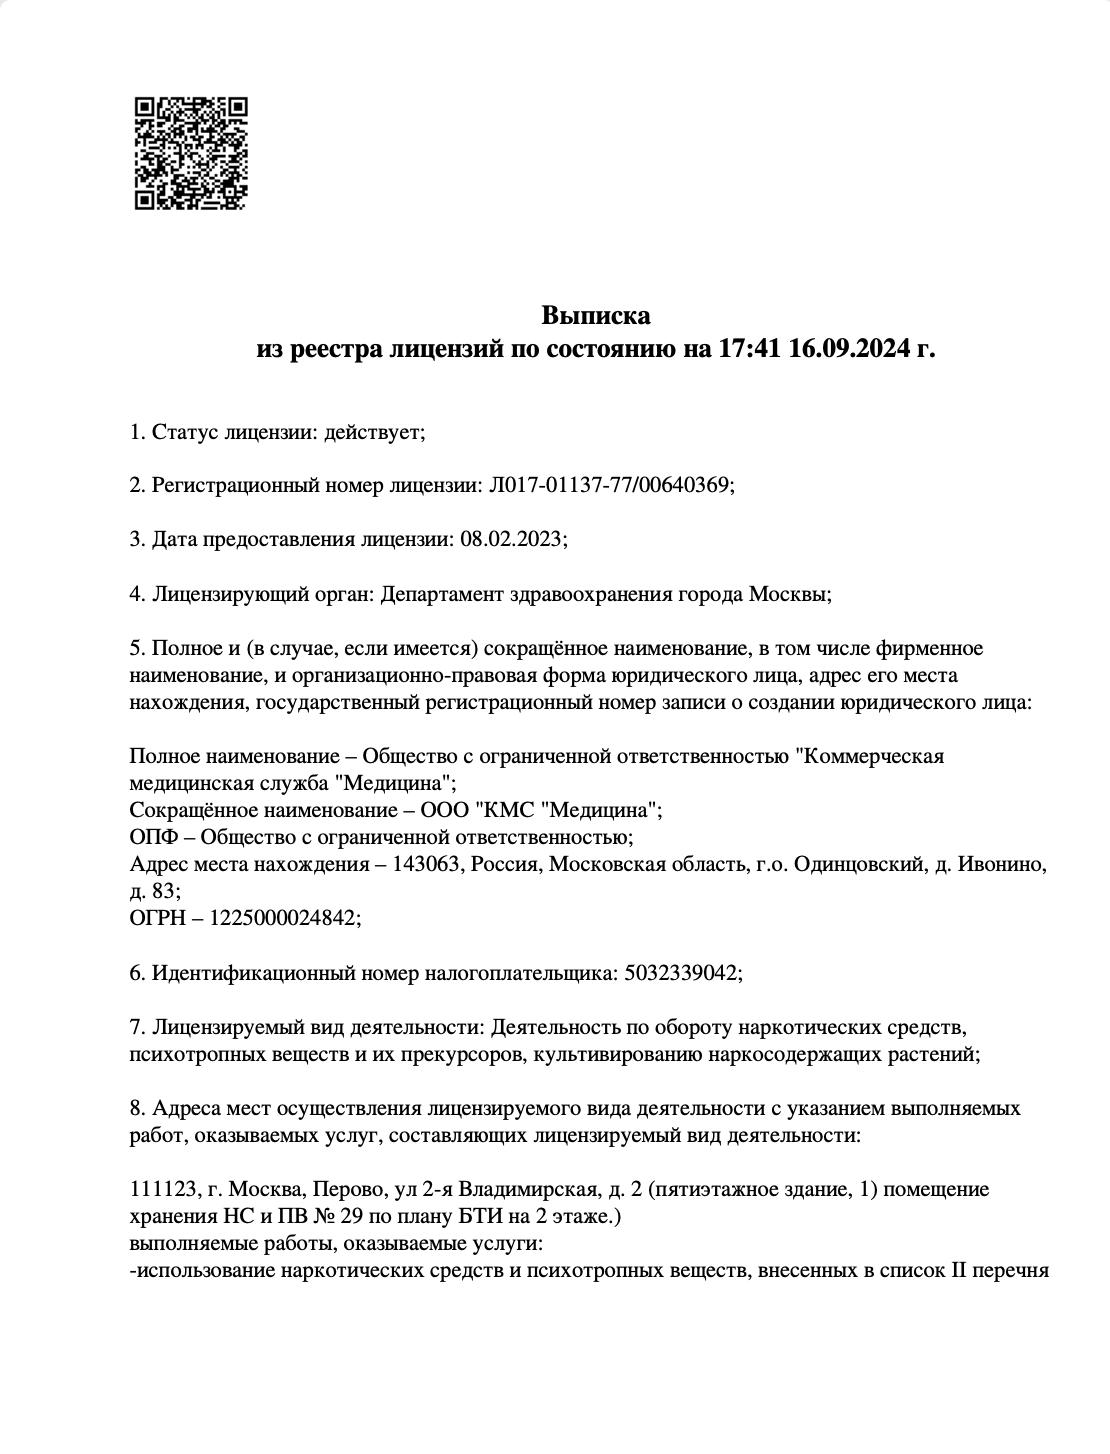 Выписка
из реестра лицензий по состоянию на 17:41 16.09.2024 г.
1. Статус лицензии: действует;
2. Регистрационный номер лицензии: Л017-01137-77/00640369;
3. Дата предоставления лицензии: 08.02.2023;
4. Лицензирующий орган: Департамент здравоохранения города Москвы;
5. Полное и (в случае, если имеется) сокращённое наименование, в том числе фирменное
наименование, и организационно-правовая форма юридического лица, адрес его места
нахождения, государственный регистрационный номер записи о создании юридического лица:
Полное наименование – Общество с ограниченной ответственностью "Коммерческая
медицинская служба "Медицина";
Сокращённое наименование – ООО "КМС "Медицина";
ОПФ – Общество с ограниченной ответственностью;
Адрес места нахождения – 143063, Россия, Московская область, г.о. Одинцовский, д. Ивонино,
д. 83;
ОГРН – 1225000024842;
6. Идентификационный номер налогоплательщика: 5032339042;
7. Лицензируемый вид деятельности: Деятельность по обороту наркотических средств,
психотропных веществ и их прекурсоров, культивированию наркосодержащих растений;
8. Адреса мест осуществления лицензируемого вида деятельности с указанием выполняемых
работ, оказываемых услуг, составляющих лицензируемый вид деятельности:
111123, г. Москва, Перово, ул 2-я Владимирская, д. 2 (пятиэтажное здание, 1) помещение
хранения НС и ПВ № 29 по плану БТИ на 2 этаже.)
выполняемые работы, оказываемые услуги:
-использование наркотических средств и психотропных веществ, внесенных в список II перечня